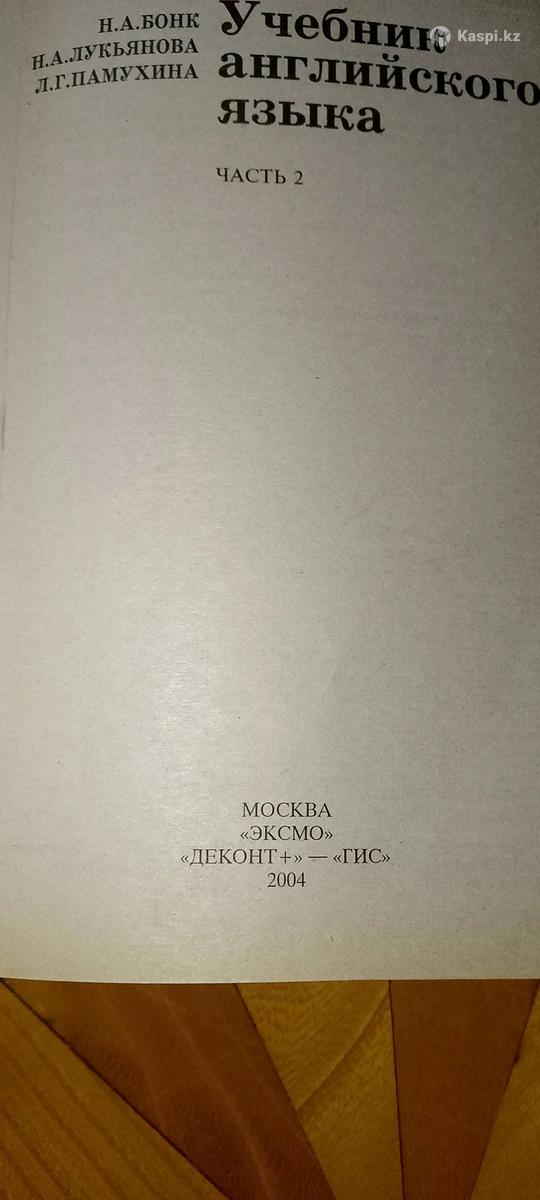 Н.А.БОНК
Н.А.ЛУКЬЯНОВА
Л.Г.ПАМУХИНА
Учебник
английского
языка
Kaspi.kz
ЧАСТЬ 2
МОСКВА
«ЭКСМО»
«ДЕКОНТ+» — «ГИС»
2004